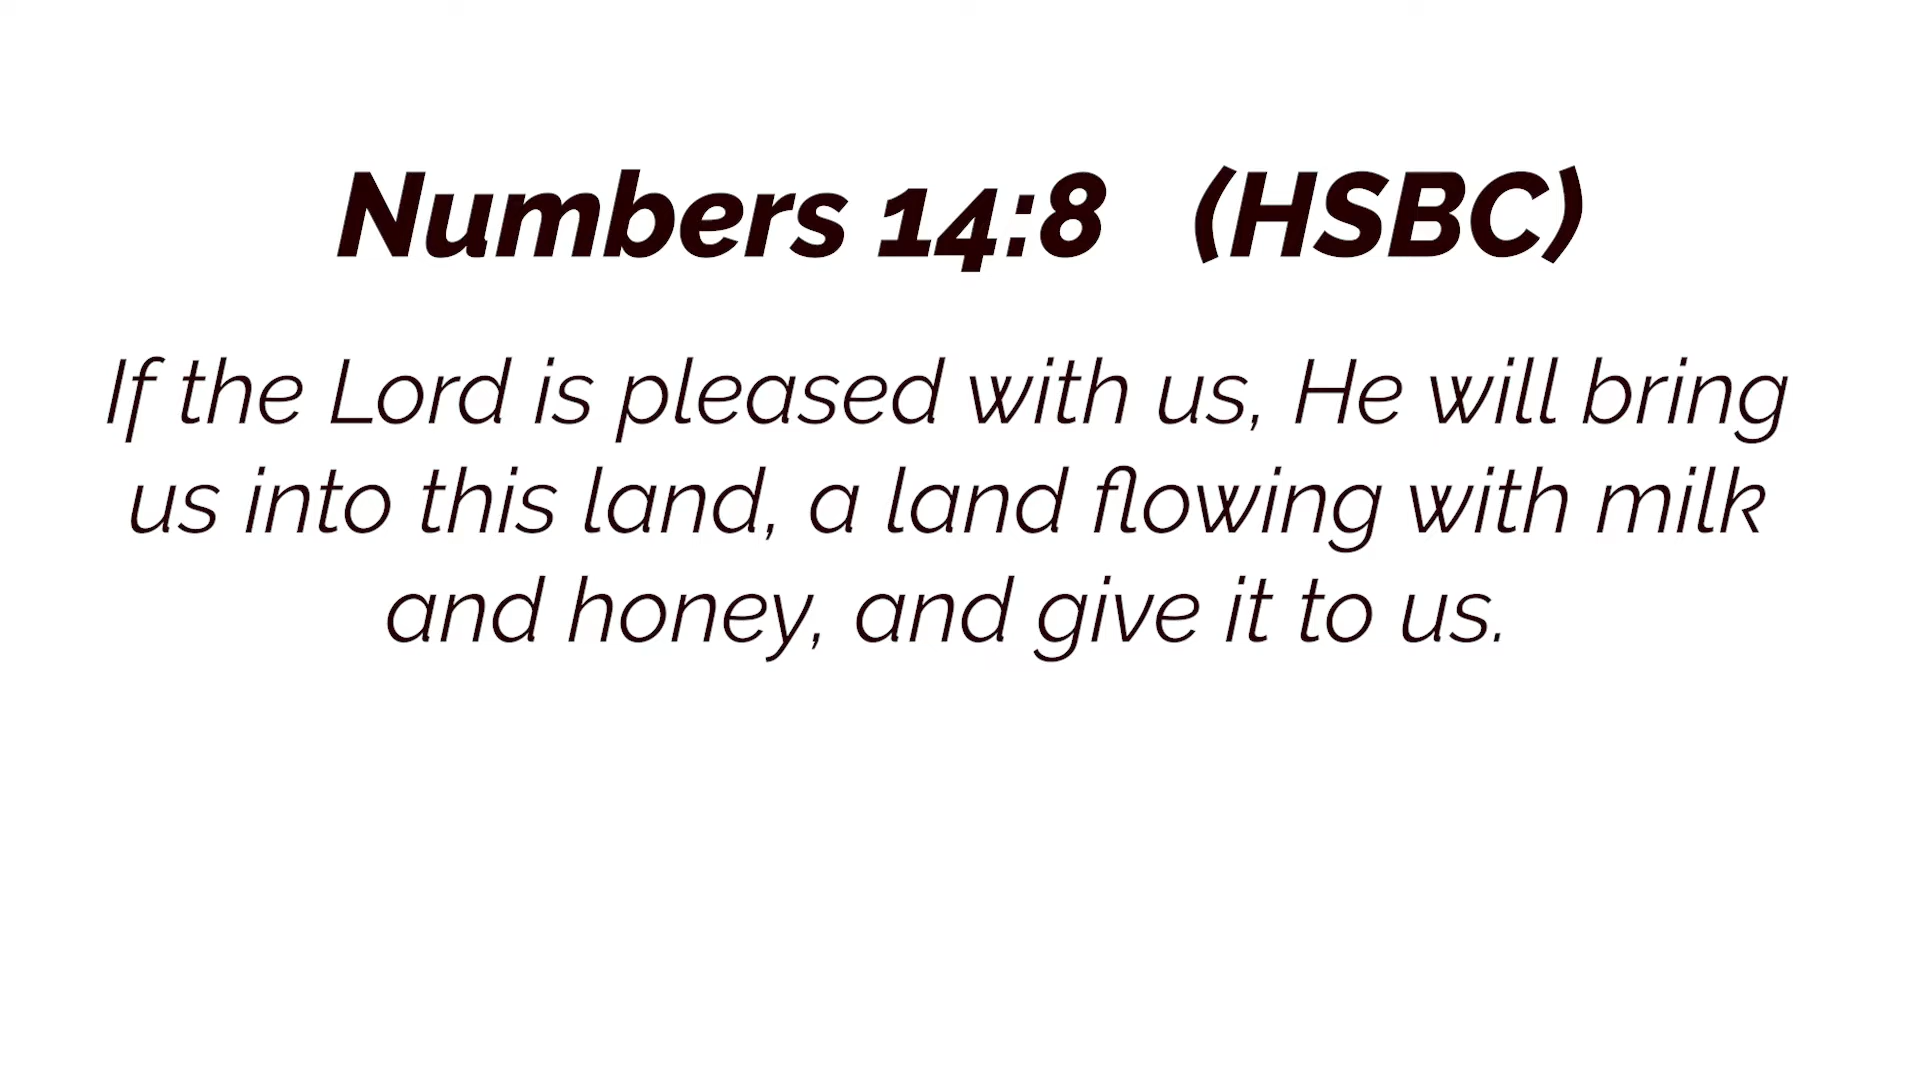 Numbers 14:8 (HSBC)
If the Lord is pleased with us, He will bring
us into this land, a land flowing with milk
and honey, and give it to us.